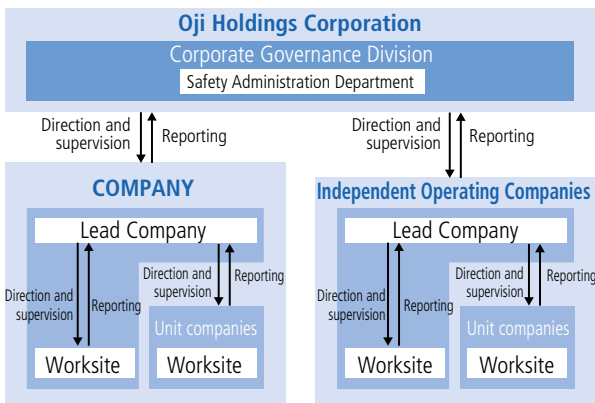 Oji Holdings Corporation
Corporate Governance Division
Safety Administration Department
Direction and
supervision
Reporting
Direction and
supervision
Reporting
COMPANY
Lead Company
Direction and
supervision
Reporting
Direction and
supervision
Reporting
Unit companies
Worksite
Worksite
Independent Operating Companies
Lead Company
Direction and
supervision
Reporting
Direction and
supervision
Reporting
Unit companies
Worksite
Worksite